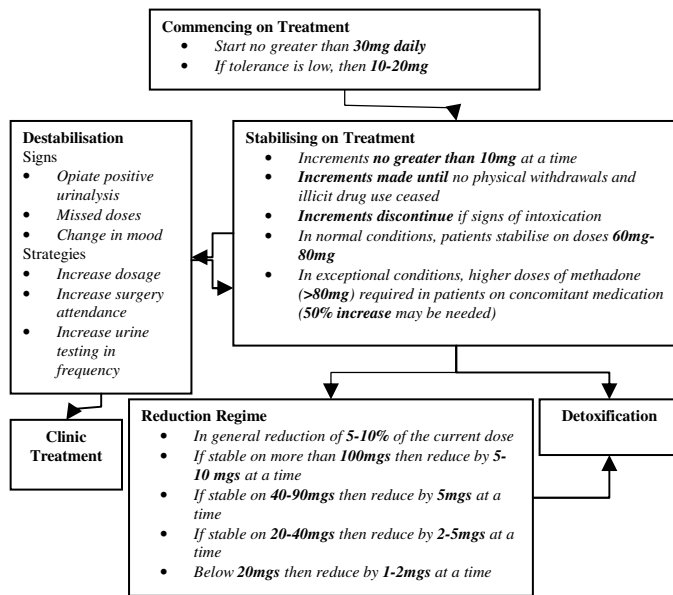 Commencing on Treatment
• Start no greater than 30mg daily
• If tolerance is low, then 10-20mg
Destabilisation
Signs
• Opiate positive
urinalysis
• Missed doses
• Change in mood
Strategies
• Increase dosage
• Increase surgery
attendance
• Increase urine
testing in
frequency
Stabilising on Treatment
• Increments no greater than 10mg at a time
• Increments made until no physical withdrawals and
illicit drug use ceased
• Increments discontinue if signs of intoxication
• In normal conditions, patients stabilise on doses 60mg-
80mg
• In exceptional conditions, higher doses of methadone
(>80mg) required in patients on concomitant medication
(50% increase may be needed)
Clinic
Treatment
Reduction Regime
• In general reduction of 5-10% of the current dose
• If stable on more than 100mgs then reduce by 5-
10 mgs at a time
• If stable on 40-90mgs then reduce by 5mgs at a
time
• If stable on 20-40mgs then reduce by 2-5mgs at a
time
• Below 20mgs then reduce by 1-2mgs at a time
Detoxification